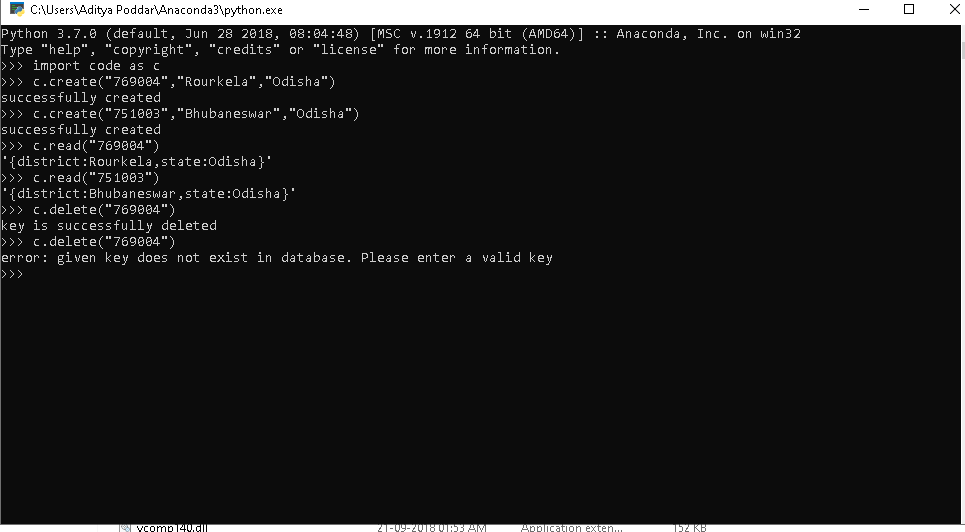 C:\Users\Aditya Poddar\Anaconda3\python.exe
Python 3.7.0 (default, Jun 28 2018, 08:04:48) [MSC v.1912 64 bit (AMD64)] :: Anaconda, Inc. on win32
Type "help", "copyright", "credits" or "license" for more information.
>>> import code as c
>>> c.create("769004","Rourkela","Odisha")
successfully created
>>> c.create("751003","Bhubaneswar","Odisha")
successfully created
>>> c.read("769004")
'{district:Rourkela,state:Odisha}'
>>> c.read("751003")
'{district:Bhubaneswar,state:Odisha}'
>>> c.delete("769004")
key is successfully deleted
>>> c.delete("769004")
error: given key does not exist in database. Please enter a valid key
>>>
vcomp140.dll 21-09-2018 01:53 AM Application exten... 152 KB